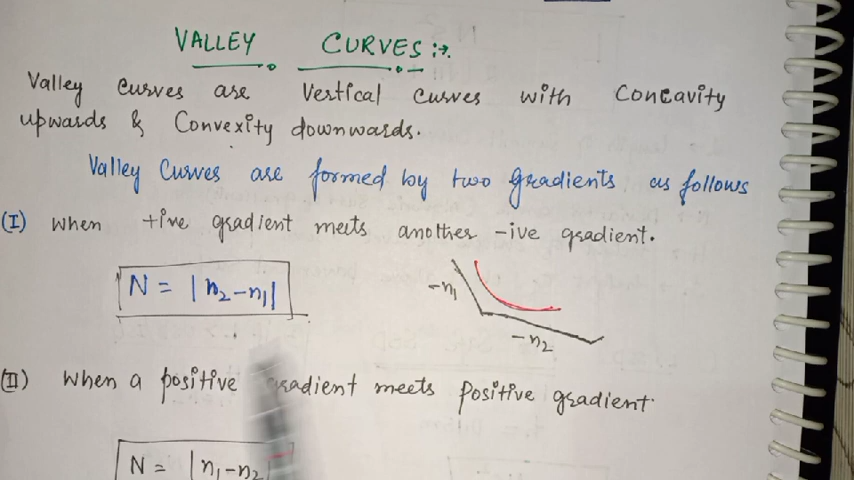 VALLEY CURVES :-
Valley curves are vertical curves with concavity
upwards & convexity downwards.
Valley curves are formed by two gradients as follows
(I) when +ive gradient meets another -ive gradient.
N = |n₂-n₁|
-n₁
-n₂
(II) when a positive gradient meets positive gradient.
N = |n₁-n₂|